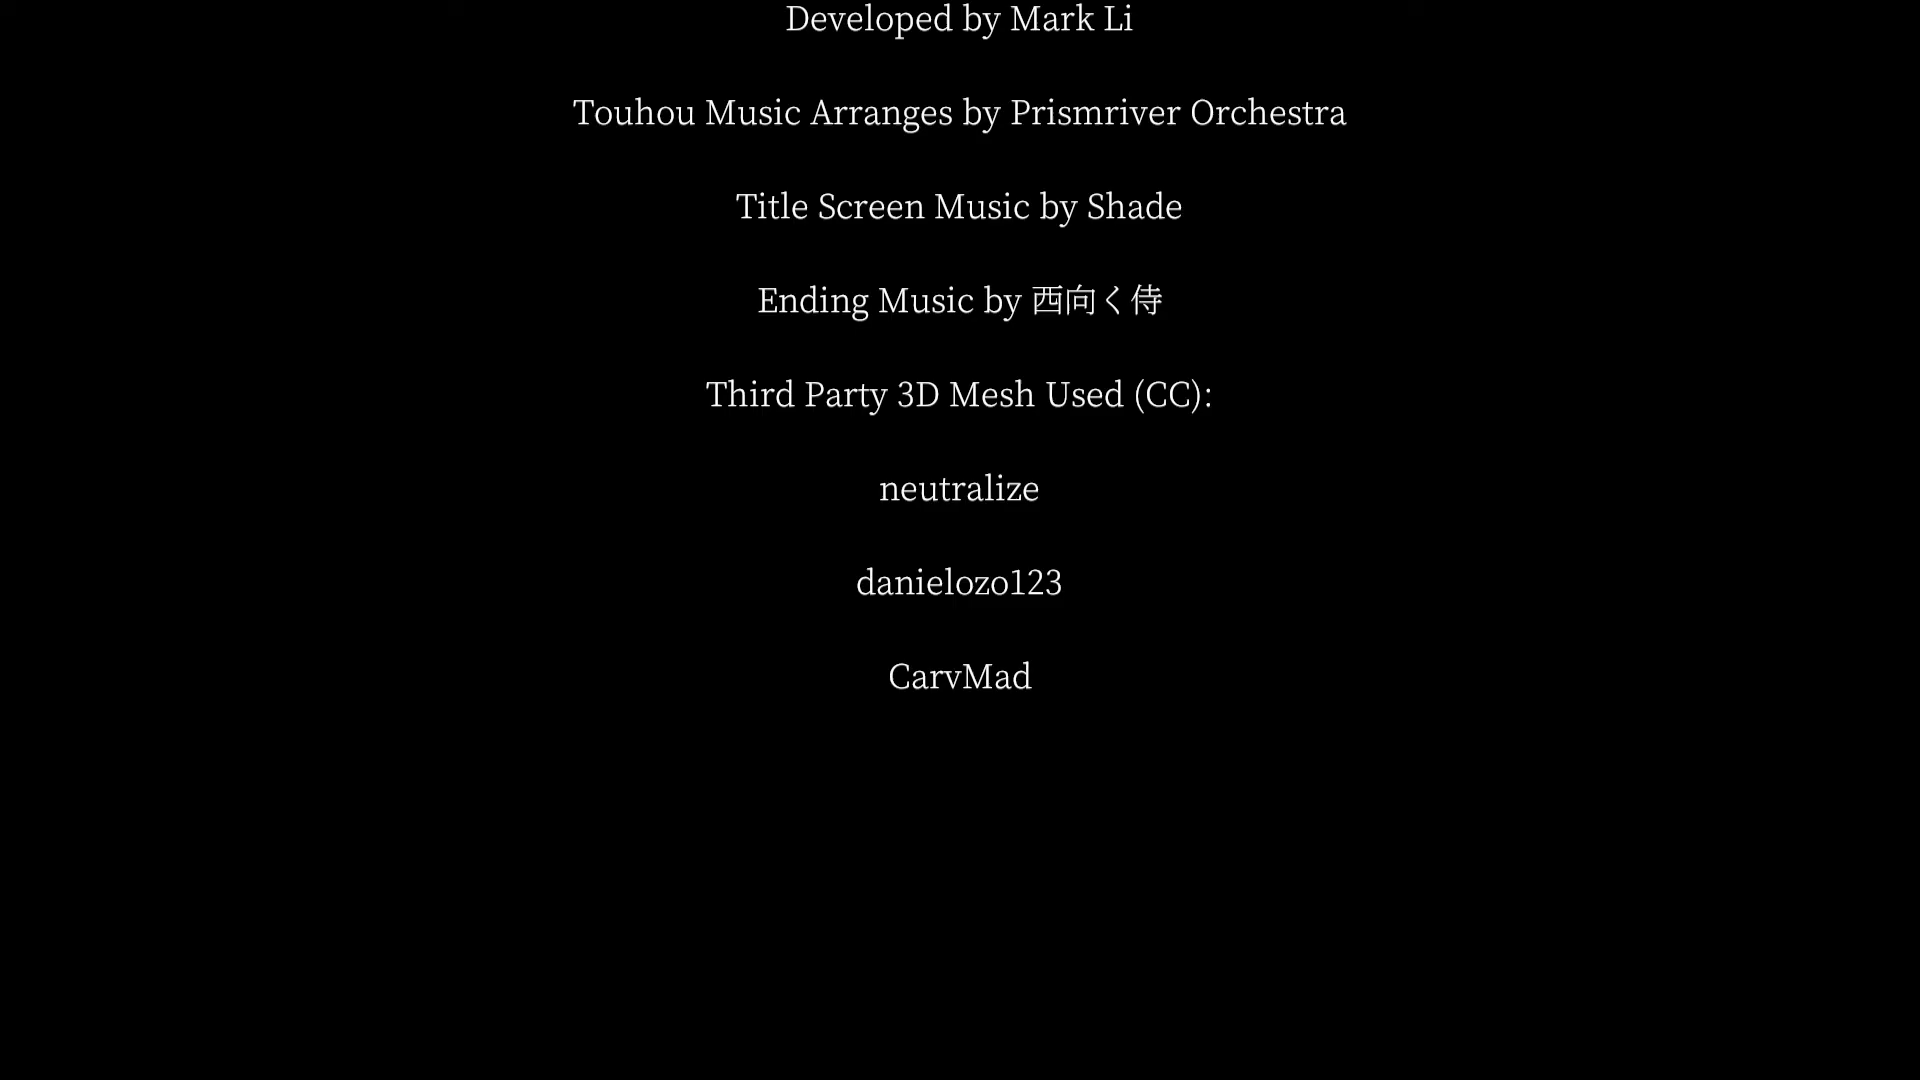 Developed by Mark Li
Touhou Music Arranges by Prismriver Orchestra
Title Screen Music by Shade
Ending Music by 西向く侍
Third Party 3D Mesh Used (CC):
neutralize
danielozo123
CarvMad